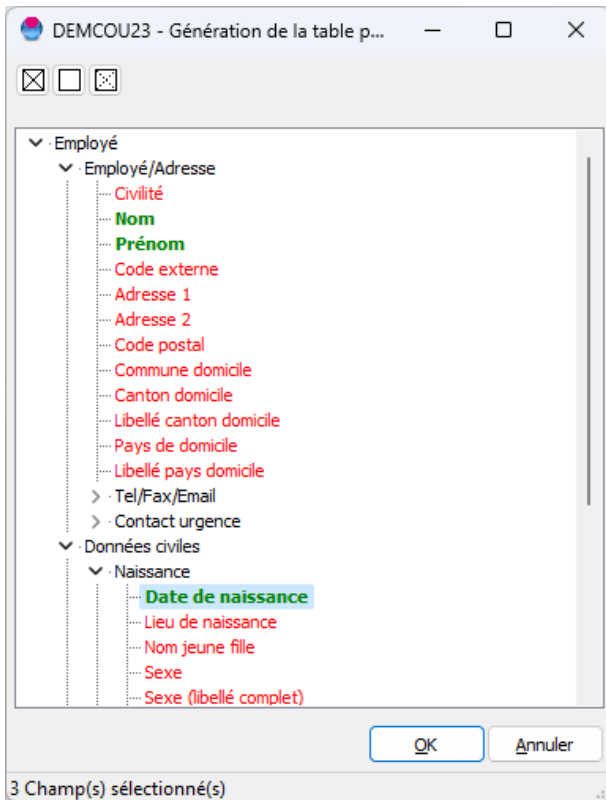 DEMCOU23 - Génération de la table p...
Employé
Employé/Adresse
Civilité
Nom
Prénom
Code externe
Adresse 1
Adresse 2
Code postal
Commune domicile
Canton domicile
Libellé canton domicile
Pays de domicile
Libellé pays domicile
Tel/Fax/Email
Contact urgence
Données civiles
Naissance
Date de naissance
Lieu de naissance
Nom jeune fille
Sexe
Sexe (libellé complet)
OK Annuler
3 Champ(s) sélectionné(s)